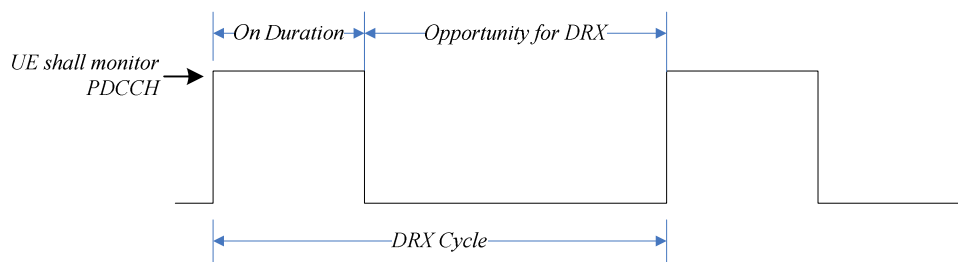 On Duration
Opportunity for DRX
UE shall monitor
PDCCH
DRX Cycle